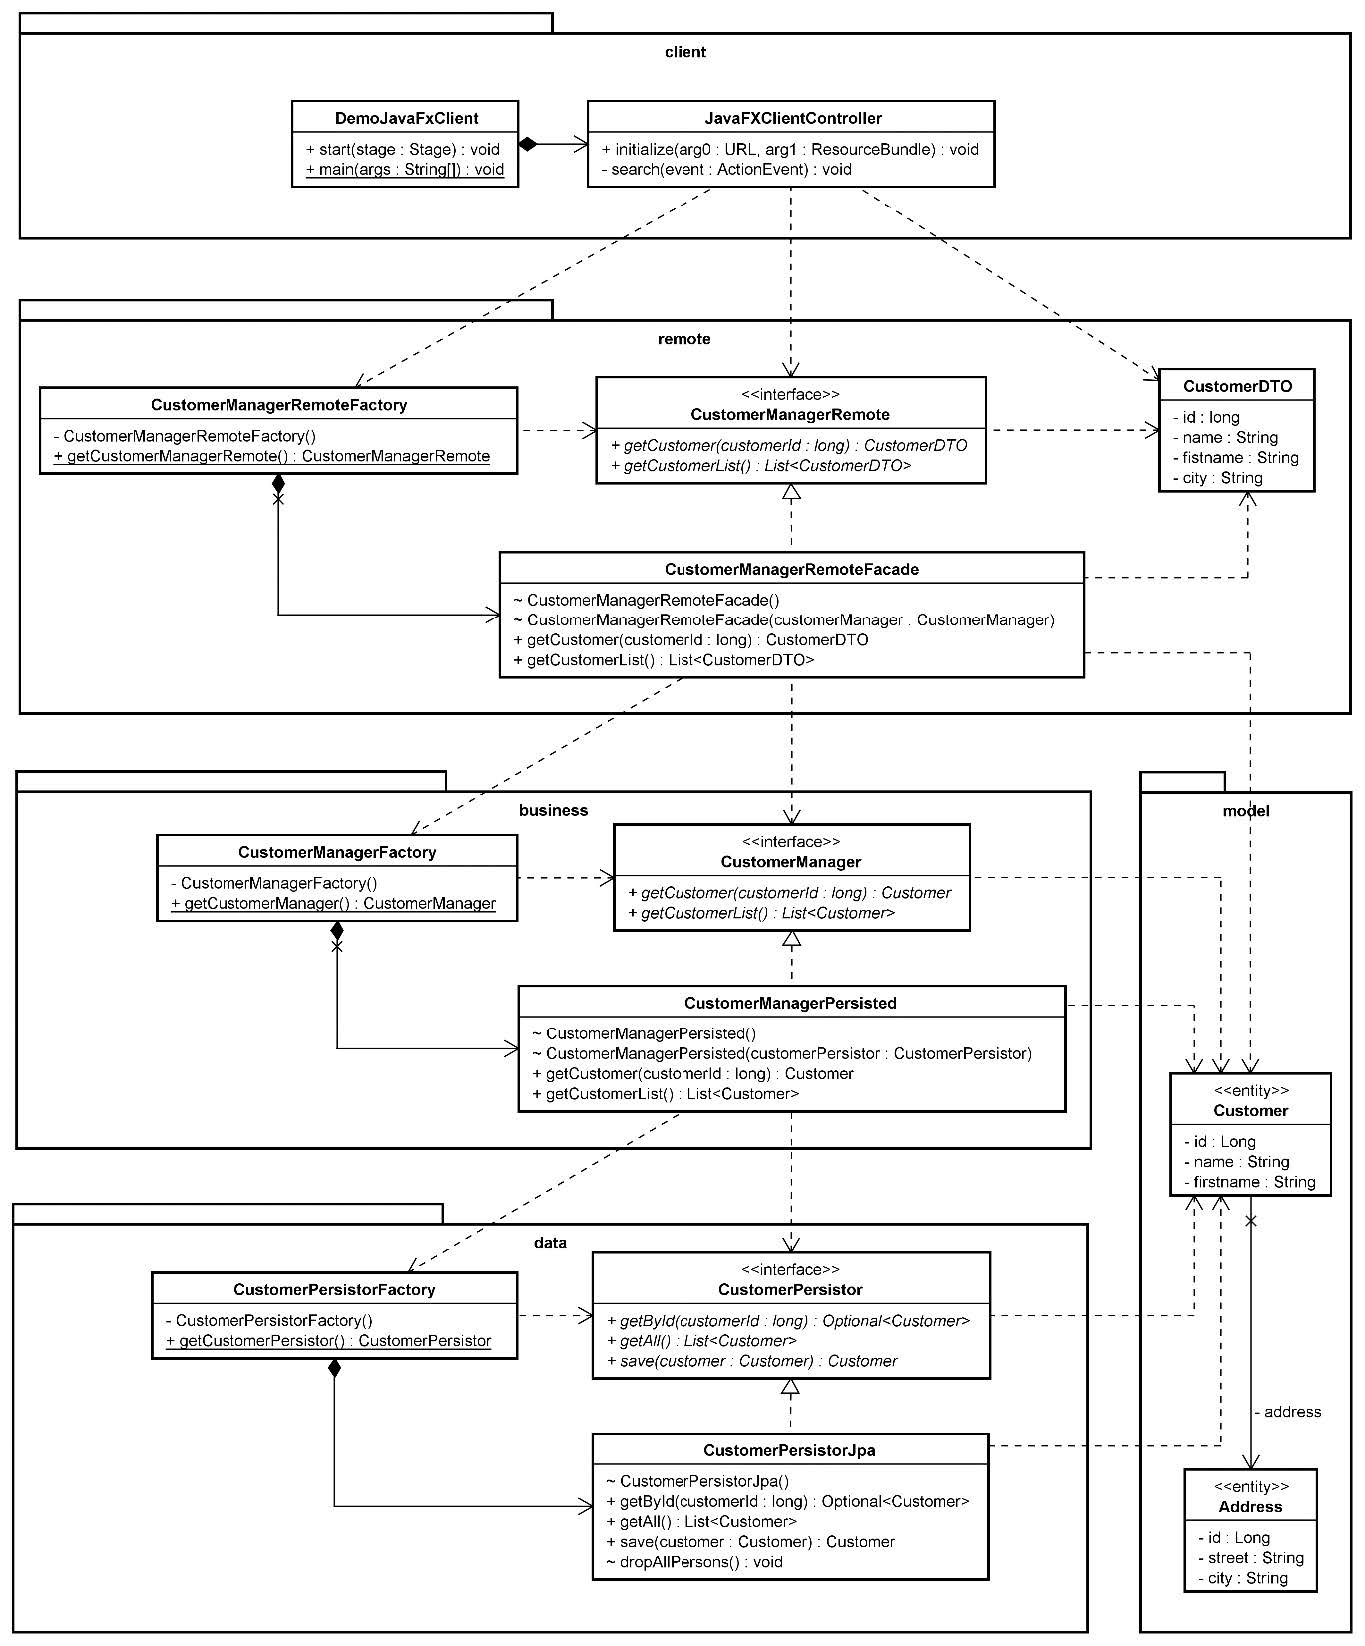 client
DemoJavaFxClient
+ start(stage : Stage) : void
+ main(args : String[]) : void
JavaFXClientController
+ initialize(arg0 : URL, arg1 : ResourceBundle) : void
- search(event : ActionEvent) : void
remote
CustomerManagerRemoteFactory
- CustomerManagerRemoteFactory()
+ getCustomerManagerRemote() : CustomerManagerRemote
<<interface>>
CustomerManagerRemote
+ getCustomer(customerId : long) : CustomerDTO
+ getCustomerList() : List<CustomerDTO>
CustomerDTO
- id : long
- name : String
- fistname : String
- city : String
CustomerManagerRemoteFacade
~ CustomerManagerRemoteFacade()
~ CustomerManagerRemoteFacade(customerManager : CustomerManager)
+ getCustomer(customerId : long) : CustomerDTO
+ getCustomerList() : List<CustomerDTO>
business
CustomerManagerFactory
- CustomerManagerFactory()
+ getCustomerManager() : CustomerManager
<<interface>>
CustomerManager
+ getCustomer(customerId : long) : Customer
+ getCustomerList() : List<Customer>
CustomerManagerPersisted
~ CustomerManagerPersisted()
~ CustomerManagerPersisted(customerPersistor : CustomerPersistor)
+ getCustomer(customerId : long) : Customer
+ getCustomerList() : List<Customer>
model
<<entity>>
Customer
- id : Long
- name : String
- firstname : String
- address
<<entity>>
Address
- id : Long
- street : String
- city : String
data
CustomerPersistorFactory
- CustomerPersistorFactory()
+ getCustomerPersistor() : CustomerPersistor
<<interface>>
CustomerPersistor
+ getById(customerId : long) : Optional<Customer>
+ getAll() : List<Customer>
+ save(customer : Customer) : Customer
CustomerPersistorJpa
~ CustomerPersistorJpa()
+ getById(customerId : long) : Optional<Customer>
+ getAll() : List<Customer>
+ save(customer : Customer) : Customer
~ dropAllPersons() : void